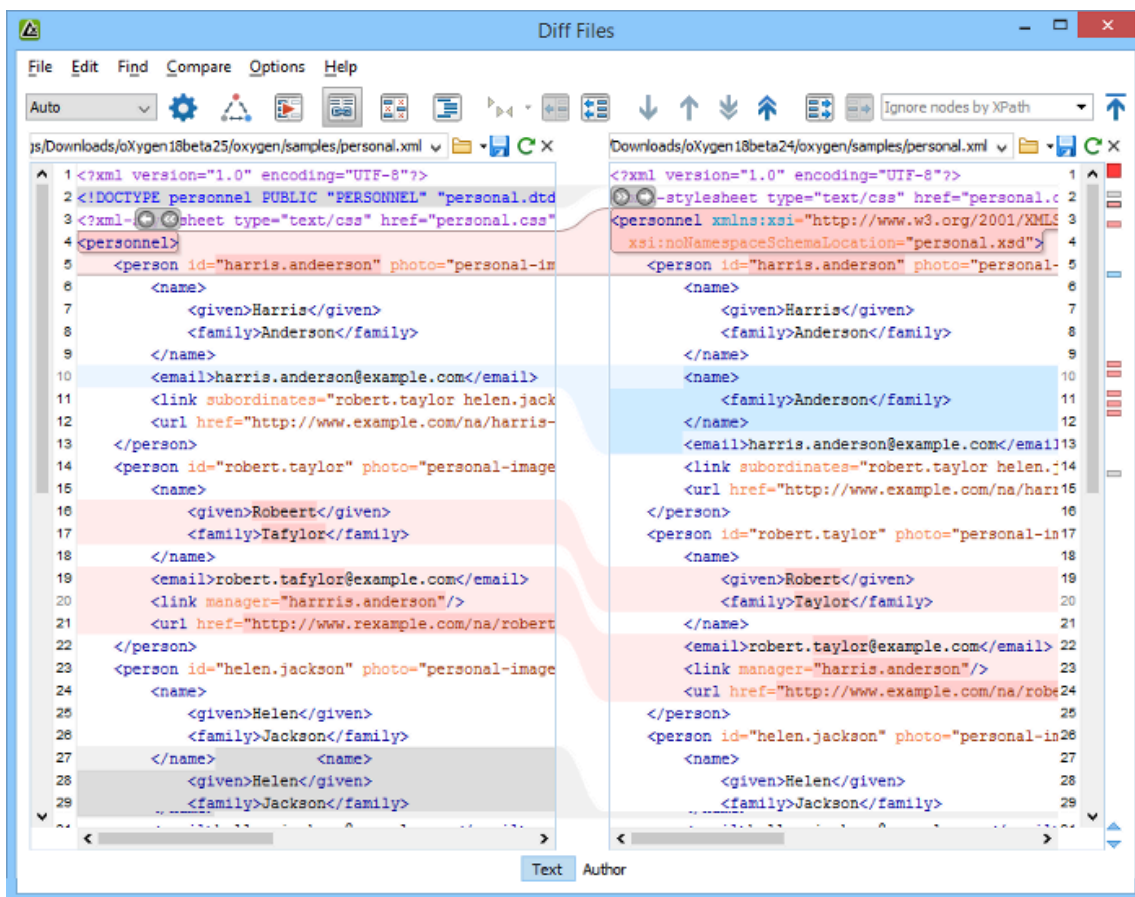 Diff Files
File Edit Find Compare Options Help
Auto
Ignore nodes by XPath
gs/Downloads/oXygen18beta25/oxygen/samples/personal.xml
1 <?xml version="1.0" encoding="UTF-8"?>
2 <!DOCTYPE personnel PUBLIC "PERSONNEL" "personal.dtd
3 <?xml- sheet type="text/css" href="personal.css"
4 <personnel>
5 <person id="harris.andeerson" photo="personal-im
6 <name>
7 <given>Harris</given>
8 <family>Anderson</family>
9 </name>
10 <email>harris.anderson@example.com</email>
11 <link subordinates="robert.taylor helen.jack
12 <url href="http://www.example.com/na/harris-
13 </person>
14 <person id="robert.taylor" photo="personal-image
15 <name>
16 <given>Robeert</given>
17 <family>Tafylor</family>
18 </name>
19 <email>robert.tafylor@example.com</email>
20 <link manager="harrris.anderson"/>
21 <url href="http://www.rexample.com/na/robert
22 </person>
23 <person id="helen.jackson" photo="personal-image
24 <name>
25 <given>Helen</given>
26 <family>Jackson</family>
27 </name> <name>
28 <given>Helen</given>
29 <family>Jackson</family>
/Downloads/oXygen18beta24/oxygen/samples/personal.xml
<?xml version="1.0" encoding="UTF-8"?> 1
-stylesheet type="text/css" href="personal.c 2
<personnel xmlns:xsi="http://www.w3.org/2001/XMLS 3
xsi:noNamespaceSchemaLocation="personal.xsd"> 4
<person id="harris.anderson" photo="personal- 5
<name> 6
<given>Harris</given> 7
<family>Anderson</family> 8
</name> 9
<name> 10
<family>Anderson</family> 11
</name> 12
<email>harris.anderson@example.com</email 13
<link subordinates="robert.taylor helen.j 14
<url href="http://www.example.com/na/harr 15
</person> 16
<person id="robert.taylor" photo="personal-im 17
<name> 18
<given>Robert</given> 19
<family>Taylor</family> 20
</name> 21
<email>robert.taylor@example.com</email> 22
<link manager="harris.anderson"/> 23
<url href="http://www.example.com/na/robe 24
</person> 25
<person id="helen.jackson" photo="personal-im 26
<name> 27
<given>Helen</given> 28
<family>Jackson</family> 29
Text Author